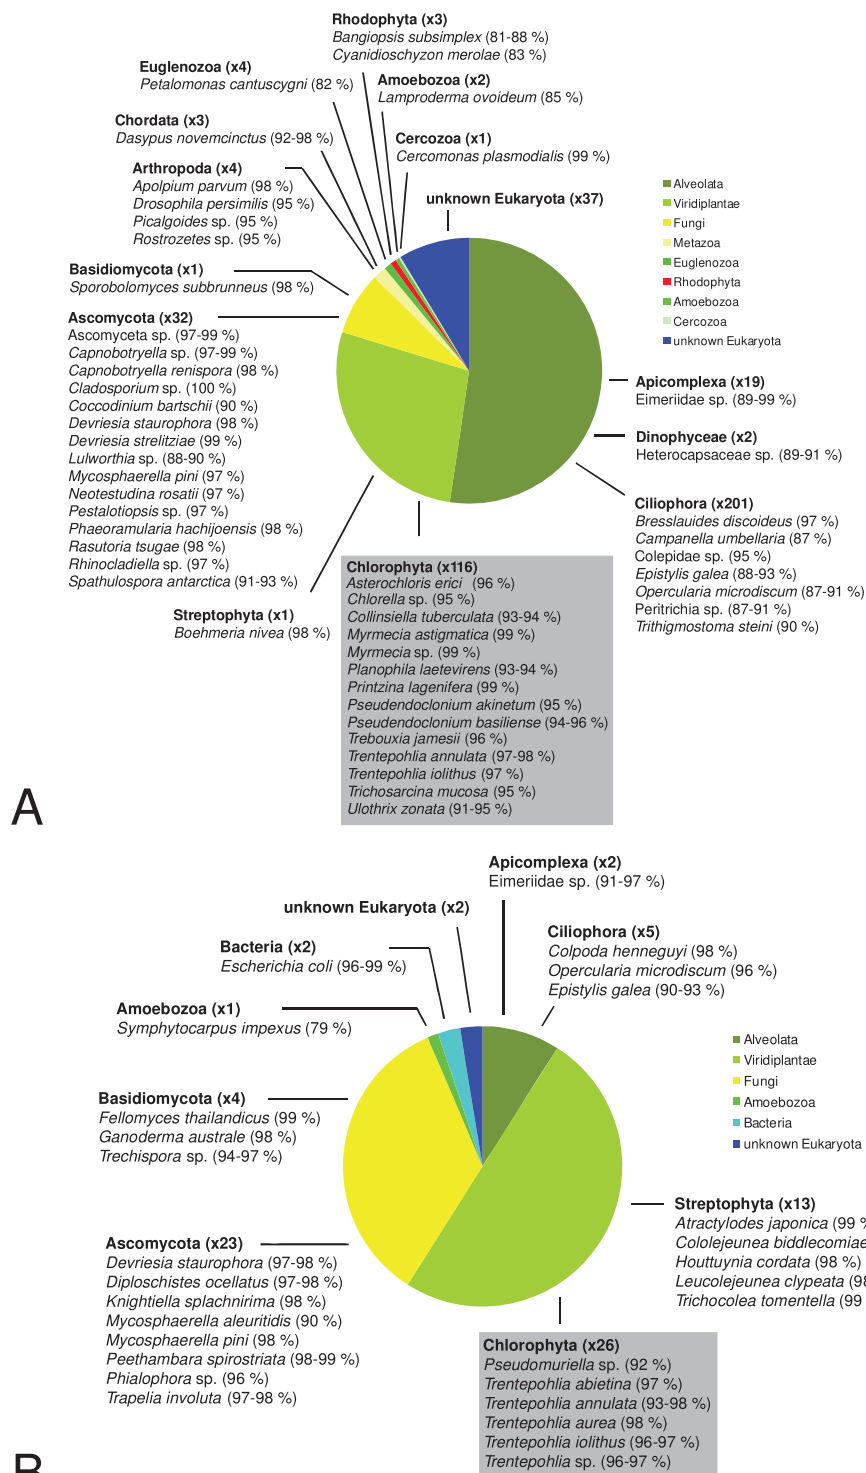 Rhodophyta (x3)
Bangiopsis subsimplex (81-88 %)
Cyanidioschyzon merolae (83 %)
Euglenozoa (x4)
Petalomonas cantuscygni (82 %)
Amoebozoa (x2)
Lamproderma ovoideum (85 %)
Chordata (x3)
Dasypus novemcinctus (92-98 %)
Cercozoa (x1)
Cercomonas plasmodialis (99 %)
Arthropoda (x4)
Apolpium parvum (98 %)
Drosophila persimilis (95 %)
Picalgoides sp. (95 %)
Rostrozetes sp. (95 %)
unknown Eukaryota (x37)
Alveolata
Viridiplantae
Fungi
Metazoa
Euglenozoa
Rhodophyta
Amoebozoa
Cercozoa
unknown Eukaryota
Basidiomycota (x1)
Sporobolomyces subbrunneus (98 %)
Ascomycota (x32)
Ascomyceta sp. (97-99 %)
Capnobotryella sp. (97-99 %)
Capnobotryella renispora (98 %)
Cladosporium sp. (100 %)
Coccodinium bartschii (90 %)
Devriesia staurophora (98 %)
Devriesia strelitziae (99 %)
Lulworthia sp. (88-90 %)
Mycosphaerella pini (97 %)
Neotestudina rosatii (97 %)
Pestalotiopsis sp. (97 %)
Phaeoramularia hachijoensis (98 %)
Rasutoria tsugae (98 %)
Rhinocladiella sp. (97 %)
Spathulospora antarctica (91-93 %)
Apicomplexa (x19)
Eimeriidae sp. (89-99 %)
Dinophyceae (x2)
Heterocapsaceae sp. (89-91 %)
Ciliophora (x201)
Bresslauides discoideus (97 %)
Campanella umbellaria (87 %)
Colepidae sp. (95 %)
Epistylis galea (88-93 %)
Opercularia microdiscum (87-91 %)
Peritrichia sp. (87-91 %)
Trithigmostoma steini (90 %)
Streptophyta (x1)
Boehmeria nivea (98 %)
Chlorophyta (x116)
Asterochloris erici (96 %)
Chlorella sp. (95 %)
Collinsiella tuberculata (93-94 %)
Myrmecia astigmatica (99 %)
Myrmecia sp. (99 %)
Planophila laetevirens (93-94 %)
Printzina lagenifera (99 %)
Pseudendoclonium akinetum (95 %)
Pseudendoclonium basiliense (94-96 %)
Trebouxia jamesii (96 %)
Trentepohlia annulata (97-98 %)
Trentepohlia iolithus (97 %)
Trichosarcina mucosa (95 %)
Ulothrix zonata (91-95 %)
A
Apicomplexa (x2)
Eimeriidae sp. (91-97 %)
unknown Eukaryota (x2)
Ciliophora (x5)
Colpoda henneguyi (98 %)
Opercularia microdiscum (96 %)
Epistylis galea (90-93 %)
Bacteria (x2)
Escherichia coli (96-99 %)
Amoebozoa (x1)
Symphytocarpus impexus (79 %)
Alveolata
Viridiplantae
Fungi
Amoebozoa
Bacteria
unknown Eukaryota
Basidiomycota (x4)
Fellomyces thailandicus (99 %)
Ganoderma australe (98 %)
Trechispora sp. (94-97 %)
Streptophyta (x13)
Atractylodes japonica (99 %
Cololejeunea biddlecomiae
Houttuynia cordata (98 %)
Leucolejeunea clypeata (98
Trichocolea tomentella (99
Ascomycota (x23)
Devriesia staurophora (97-98 %)
Diploschistes ocellatus (97-98 %)
Knightiella splachnirima (98 %)
Mycosphaerella aleuritidis (90 %)
Mycosphaerella pini (98 %)
Peethambara spirostriata (98-99 %)
Phialophora sp. (96 %)
Trapelia involuta (97-98 %)
Chlorophyta (x26)
Pseudomuriella sp. (92 %)
Trentepohlia abietina (97 %)
Trentepohlia annulata (93-98 %)
Trentepohlia aurea (98 %)
Trentepohlia iolithus (96-97 %)
Trentepohlia sp. (96-97 %)
B